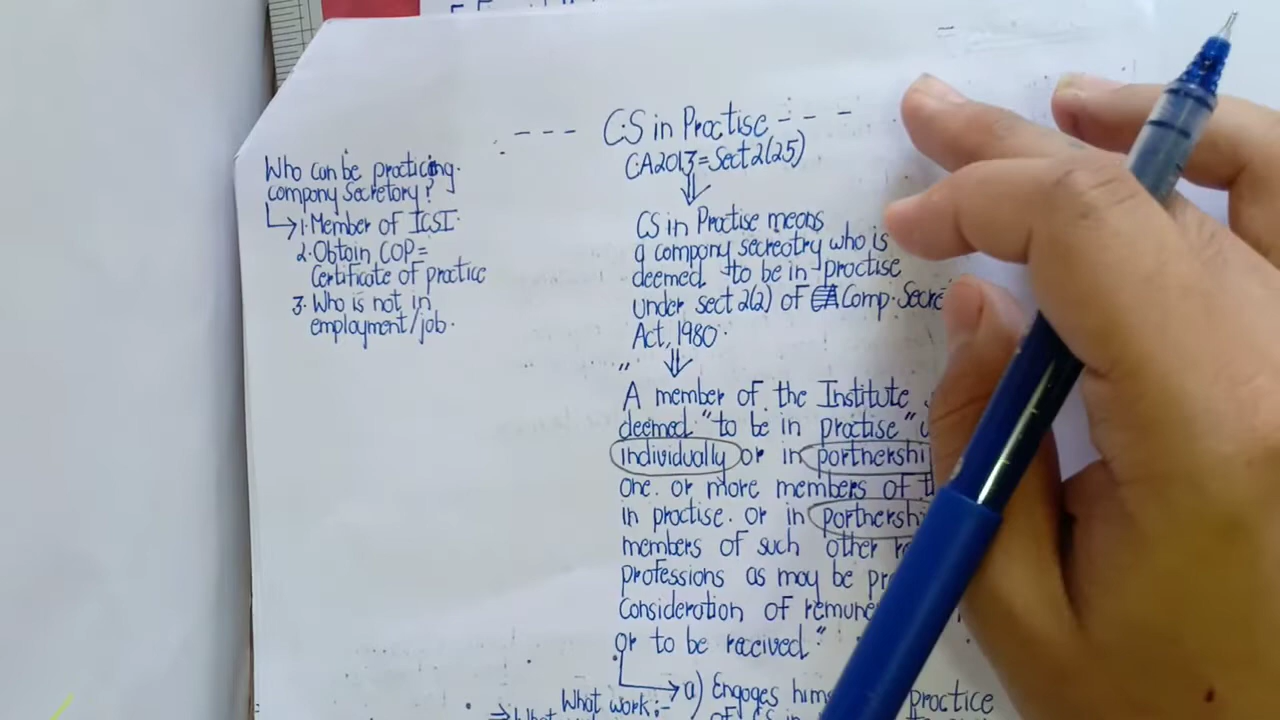 --- C.S in Practise ---
CA2013 = Sect 2(25)
Who can be practicing
company Secretory?
1. Member of ICSI
2. Obtain COP =
Certificate of practice
3. Who is not in
employment/job.
CS in Practise means
a company secreotry who is
deemed to be in practise
under sect 2(2) of Comp. Secre
Act, 1980.
"
A member of the Institute
deemed "to be in practise"
individually or in partnershi
one or more members of
in practise. or in partnershi
members of such other
professions as may be pr
Consideration of remune
or to be received"
a) Engages him practice
What work:-
of CS in